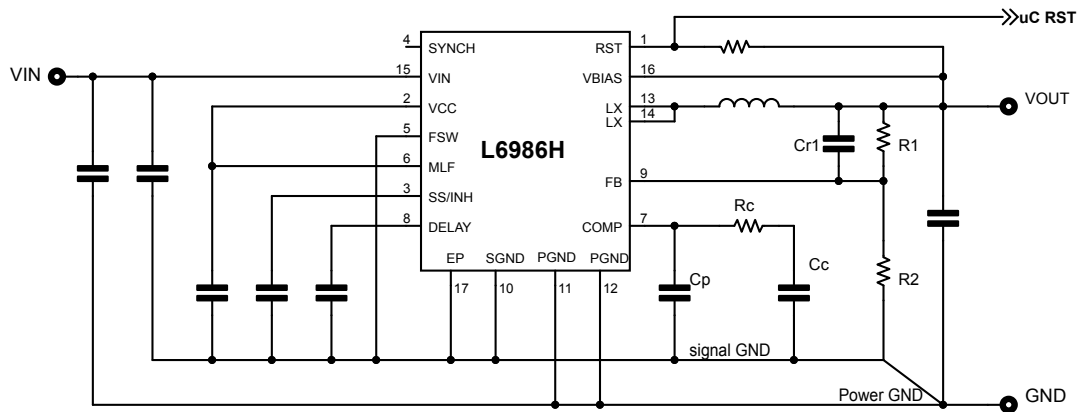 uC RST
4 SYNCH RST 1
VIN 15 VIN VBIAS 16
2 VCC LX 13 VOUT
LX 14
5 FSW
L6986H
Cr1 R1
6 MLF
FB 9
3 SS/INH
Rc
8 DELAY COMP 7
EP SGND PGND PGND
Cp Cc R2
17 10 11 12
signal GND
Power GND GND